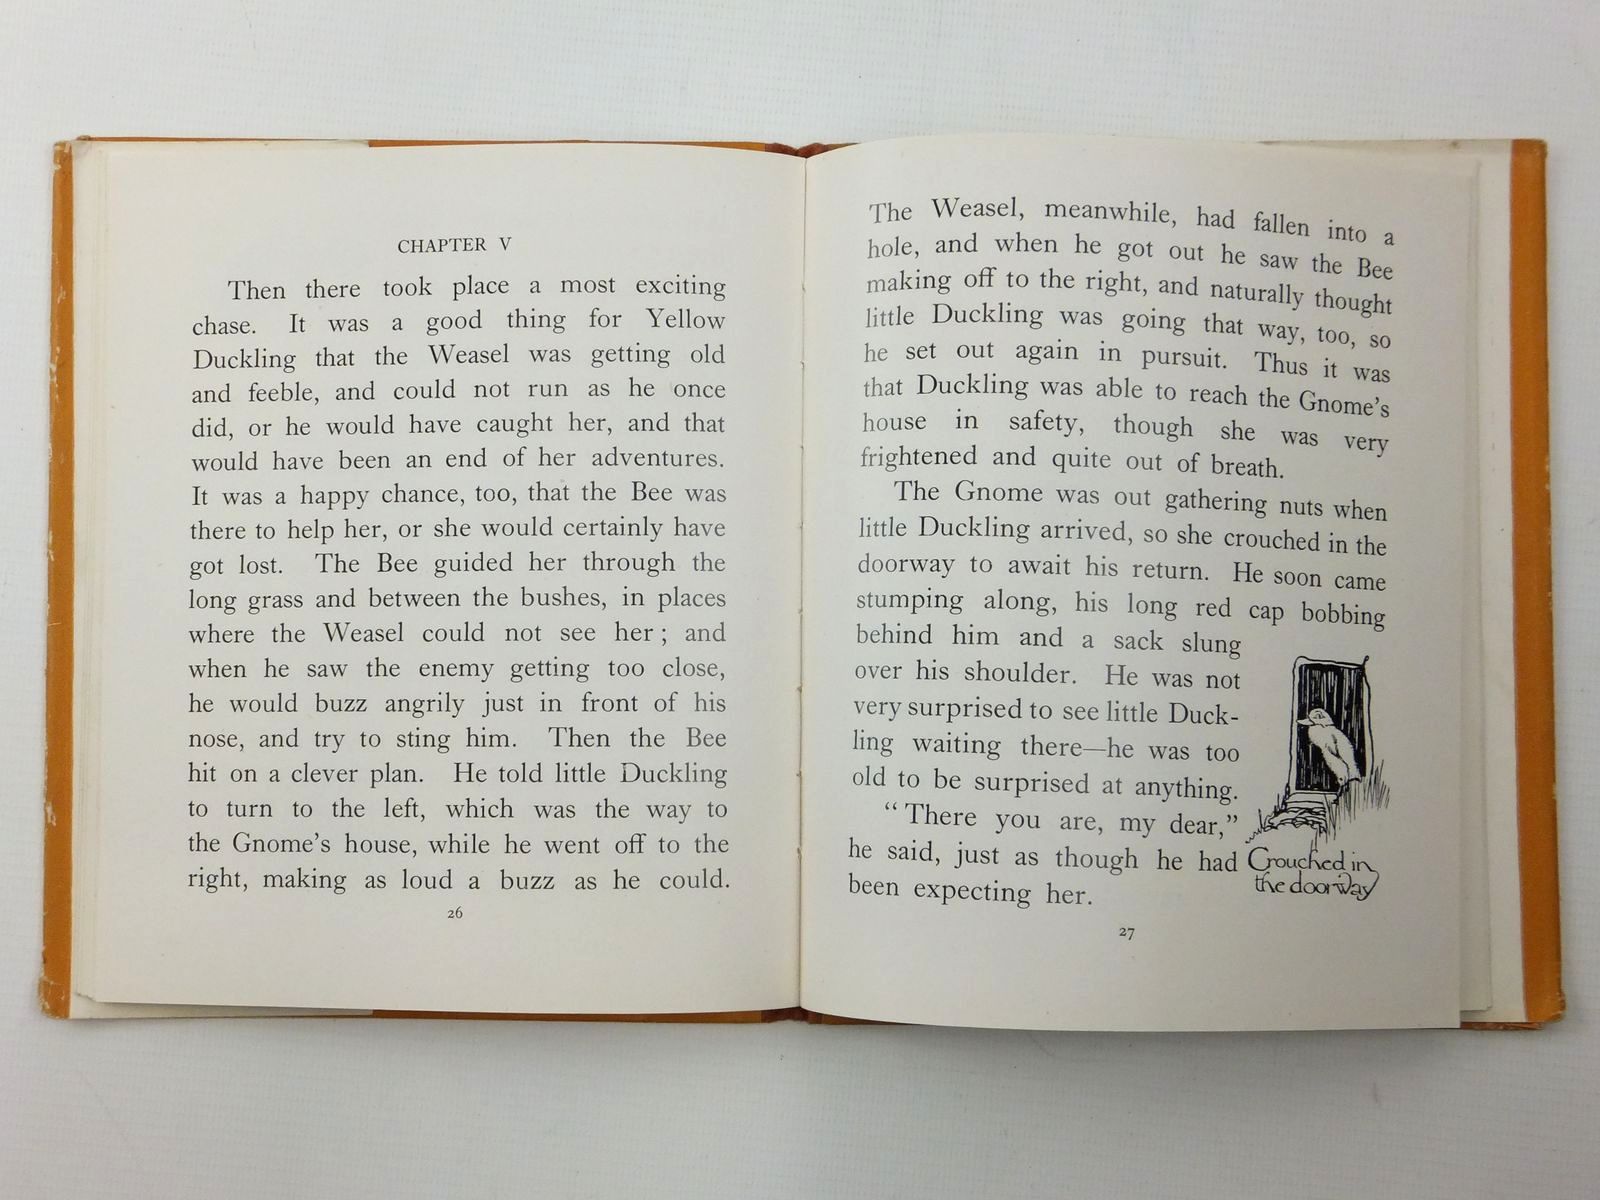 CHAPTER V
Then there took place a most exciting
chase. It was a good thing for Yellow
Duckling that the Weasel was getting old
and feeble, and could not run as he once
did, or he would have caught her, and that
would have been an end of her adventures.
It was a happy chance, too, that the Bee was
there to help her, or she would certainly have
got lost. The Bee guided her through the
long grass and between the bushes, in places
where the Weasel could not see her; and
when he saw the enemy getting too close,
he would buzz angrily just in front of his
nose, and try to sting him. Then the Bee
hit on a clever plan. He told little Duckling
to turn to the left, which was the way to
the Gnome's house, while he went off to the
right, making as loud a buzz as he could.
26
The Weasel, meanwhile, had fallen into a
hole, and when he got out he saw the Bee
making off to the right, and naturally thought
little Duckling was going that way, too, so
he set out again in pursuit. Thus it was
that Duckling was able to reach the Gnome's
house in safety, though she was very
frightened and quite out of breath.
The Gnome was out gathering nuts when
little Duckling arrived, so she crouched in the
doorway to await his return. He soon came
stumping along, his long red cap bobbing
behind him and a sack slung
over his shoulder. He was not
very surprised to see little Duck-
ling waiting there—he was too
old to be surprised at anything.
"There you are, my dear,"
he said, just as though he had
been expecting her.
Crouched in
the doorway
27